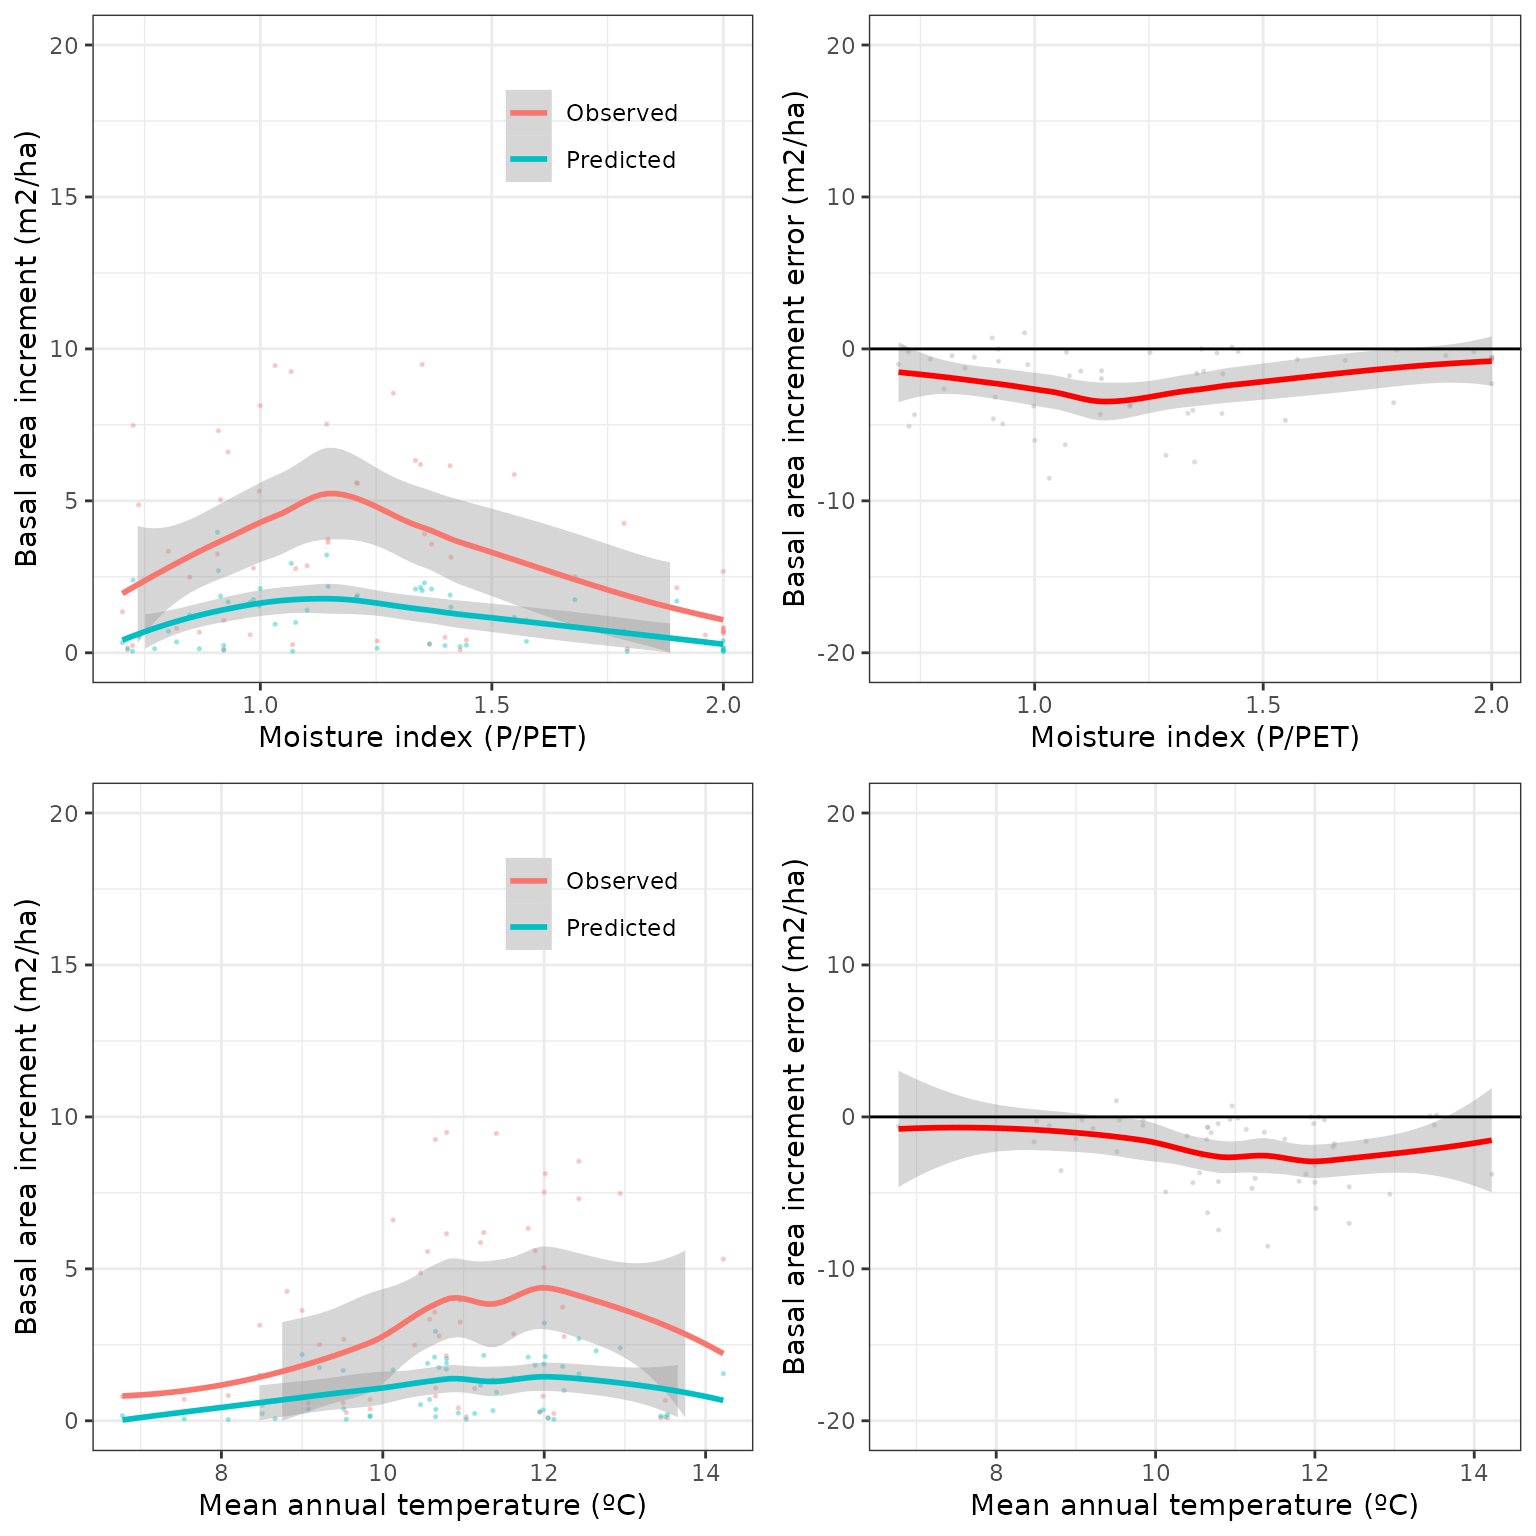 20
15
10
5
0
Basal area increment (m2/ha)
Observed
Predicted
1.0
1.5
2.0
Moisture index (P/PET)
20
10
0
-10
-20
Basal area increment error (m2/ha)
1.0
1.5
2.0
Moisture index (P/PET)
20
15
10
5
0
Basal area increment (m2/ha)
Observed
Predicted
8
10
12
14
Mean annual temperature (ºC)
20
10
0
-10
-20
Basal area increment error (m2/ha)
8
10
12
14
Mean annual temperature (ºC)